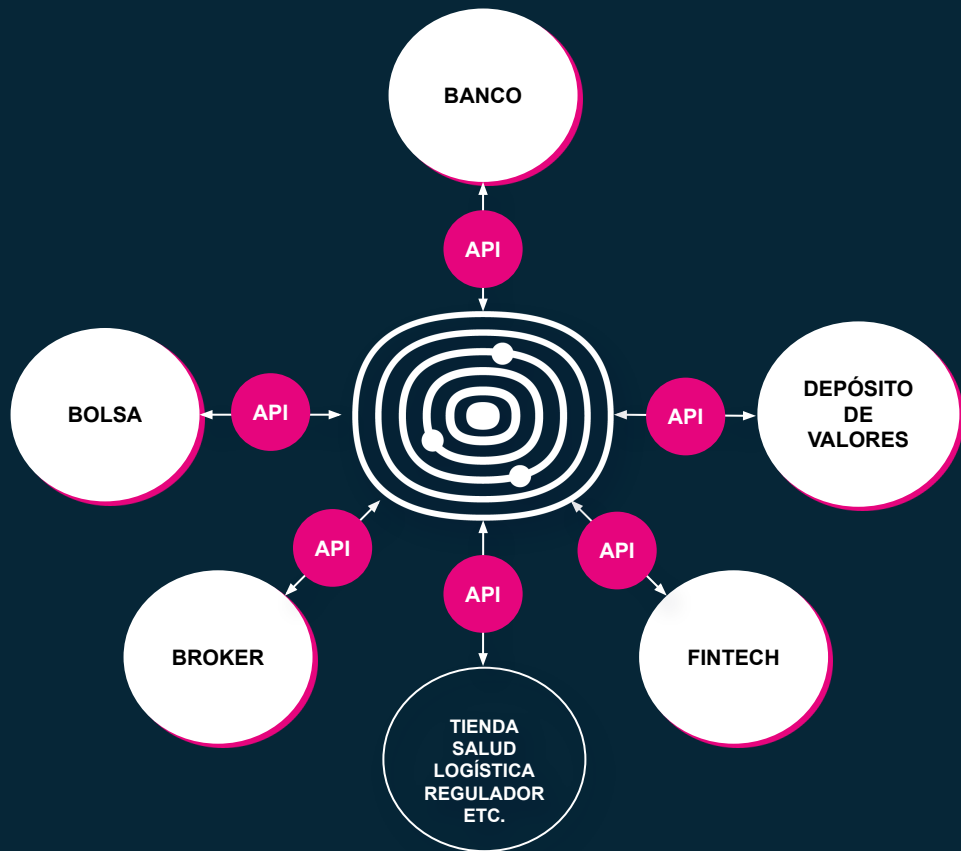 BANCO
API
BOLSA
API
API
DEPÓSITO
DE
VALORES
API
API
API
BROKER
FINTECH
TIENDA
SALUD
LOGÍSTICA
REGULADOR
ETC.